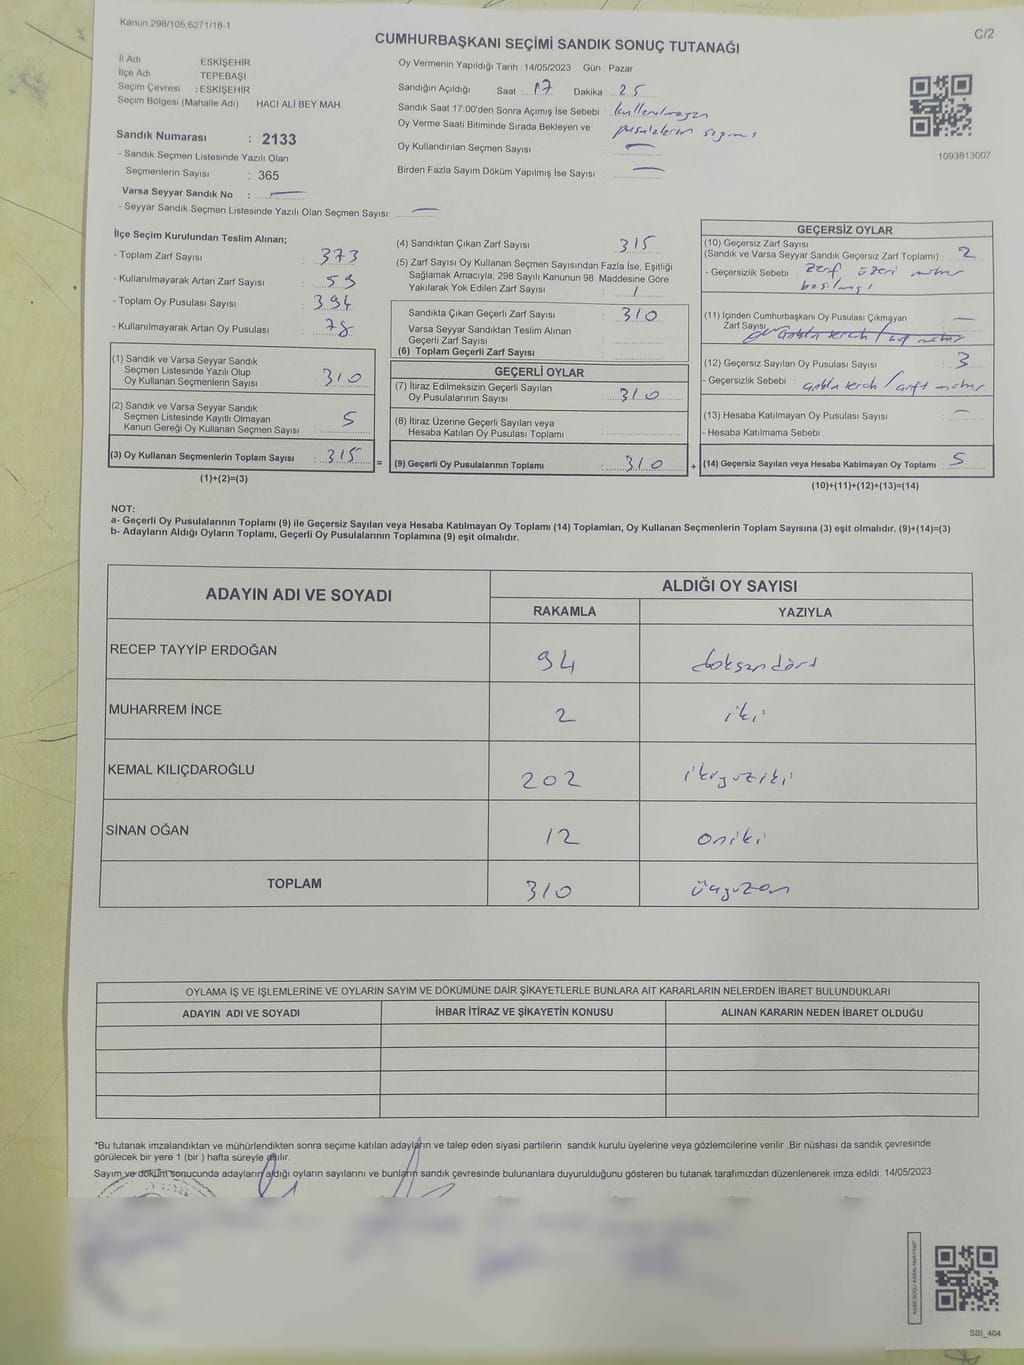 Kanun:298/105;6271/18-1
C/2
CUMHURBAŞKANI SEÇİMİ SANDIK SONUÇ TUTANAĞI
İl Adı : ESKİŞEHİR
İlçe Adı TEPEBAŞI
Seçim Çevresi : ESKİŞEHİR
Seçim Bölgesi (Mahalle Adı) HACI ALİ BEY MAH.
Sandık Numarası : 2133
- Sandık Seçmen Listesinde Yazılı Olan
Seçmenlerin Sayısı : 365
Varsa Seyyar Sandık No :
- Seyyar Sandık Seçmen Listesinde Yazılı Olan Seçmen Sayısı:
Oy Vermenin Yapıldığı Tarih : 14/05/2023 Gün : Pazar
Sandığın Açıldığı Saat : 17 Dakika : 25
Sandık Saat 17.00'den Sonra Açımış İse Sebebi : kullanılmayan
Oy Verme Saati Bitiminde Sırada Bekleyen ve pusulaların sayımı
Oy Kullandırılan Seçmen Sayısı :
Birden Fazla Sayım Döküm Yapılmış İse Sayısı :
1093813007
İlçe Seçim Kurulundan Teslim Alınan;
- Toplam Zarf Sayısı : 373
- Kullanılmayarak Artan Zarf Sayısı : 53
- Toplam Oy Pusulası Sayısı : 394
- Kullanılmayarak Artan Oy Pusulası : 78
(1) Sandık ve Varsa Seyyar Sandık
Seçmen Listesinde Yazılı Olup
Oy Kullanan Seçmenlerin Sayısı : 310
(2) Sandık ve Varsa Seyyar Sandık
Seçmen Listesinde Kayıtlı Olmayan
Kanun Gereği Oy Kullanan Seçmen Sayısı : 5
(3) Oy Kullanan Seçmenlerin Toplam Sayısı : 315 =
(1)+(2)=(3)
(4) Sandıktan Çıkan Zarf Sayısı : 315
(5) Zarf Sayısı Oy Kullanan Seçmen Sayısından Fazla İse, Eşitliği
Sağlamak Amacıyla, 298 Sayılı Kanunun 98. Maddesine Göre
Yakılarak Yok Edilen Zarf Sayısı : /
Sandıkta Çıkan Geçerli Zarf Sayısı : 310
Varsa Seyyar Sandıktan Teslim Alınan
Geçerli Zarf Sayısı :
(6) Toplam Geçerli Zarf Sayısı :
GEÇERLİ OYLAR
(7) İtiraz Edilmeksizin Geçerli Sayılan
Oy Pusulalarının Sayısı : 310
(8) İtiraz Üzerine Geçerli Sayılan veya
Hesaba Katılan Oy Pusulası Toplamı :
(9) Geçerli Oy Pusulalarının Toplamı : 310 +
GEÇERSİZ OYLAR
(10) Geçersiz Zarf Sayısı
(Sandık ve Varsa Seyyar Sandık Geçersiz Zarf Toplamı) : 2
- Geçersizlik Sebebi : Zarf üzeri mühür
basılmış
(11) İçinden Cumhurbaşkanı Oy Pusulası Çıkmayan
Zarf Sayısı
(12) Geçersiz Sayılan Oy Pusulası Sayısı : 3
- Geçersizlik Sebebi : çift mühür
(13) Hesaba Katılmayan Oy Pusulası Sayısı :
- Hesaba Katılmama Sebebi
(14) Geçersiz Sayılan veya Hesaba Katılmayan Oy Toplamı : 5
(10)+(11)+(12)+(13)=(14)
NOT:
a- Geçerli Oy Pusulalarının Toplamı (9) ile Geçersiz Sayılan veya Hesaba Katılmayan Oy Toplamı (14) Toplamları, Oy Kullanan Seçmenlerin Toplam Sayısına (3) eşit olmalıdır. (9)+(14)=(3)
b- Adayların Aldığı Oyların Toplamı, Geçerli Oy Pusulalarının Toplamına (9) eşit olmalıdır.
ADAYIN ADI VE SOYADI ALDIĞI OY SAYISI
RAKAMLA YAZIYLA
RECEP TAYYİP ERDOĞAN 94 doksandört
MUHARREM İNCE 2 iki
KEMAL KILIÇDAROĞLU 202 ikiyüziki
SİNAN OĞAN 12 oniki
TOPLAM 310 üçyüzon
OYLAMA İŞ VE İŞLEMLERİNE VE OYLARIN SAYIM VE DÖKÜMÜNE DAİR ŞİKAYETLERLE BUNLARA AİT KARARLARIN NELERDEN İBARET BULUNDUKLARI
ADAYIN ADI VE SOYADI İHBAR İTİRAZ VE ŞİKAYETİN KONUSU ALINAN KARARIN NEDEN İBARET OLDUĞU
*Bu tutanak imzalandıktan ve mühürlendikten sonra seçime katılan adayların ve talep eden siyasi partilerin sandık kurulu üyelerine veya gözlemcilerine verilir. Bir nüshası da sandık çevresinde
görülecek bir yere 1 (bir ) hafta süreyle asılır.
Sayım ve döküm sonucunda adayların aldığı oyların sayılarını ve bunların sandık çevresinde bulunanlara duyurulduğunu gösteren bu tutanak tarafımızdan düzenlenerek imza edildi. 14/05/2023
KARE KODU KARALAMAYINIZ!
SSI_404